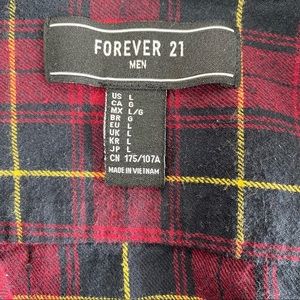 FOREVER 21
MEN
US L
CA G
MX L/G
BR G
EU L
UK L
KR L
JP L
CN 175/107A
MADE IN VIETNAM